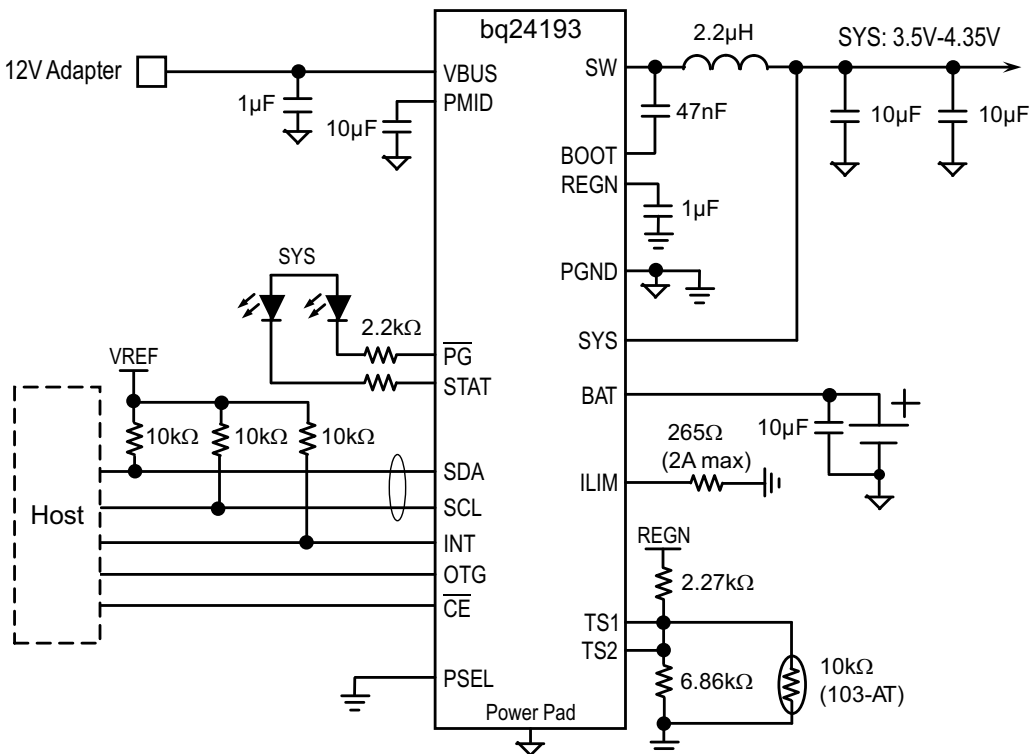 bq24193
12V Adapter
VBUS
1µF
PMID
10µF
SW
2.2µH
SYS: 3.5V-4.35V
47nF
10µF
10µF
BOOT
REGN
1µF
PGND
SYS
SYS
2.2kΩ
PG
STAT
VREF
10kΩ
10kΩ
10kΩ
Host
SDA
SCL
INT
OTG
CE
PSEL
BAT
10µF
+
265Ω
(2A max)
ILIM
REGN
2.27kΩ
TS1
TS2
6.86kΩ
10kΩ
(103-AT)
Power Pad